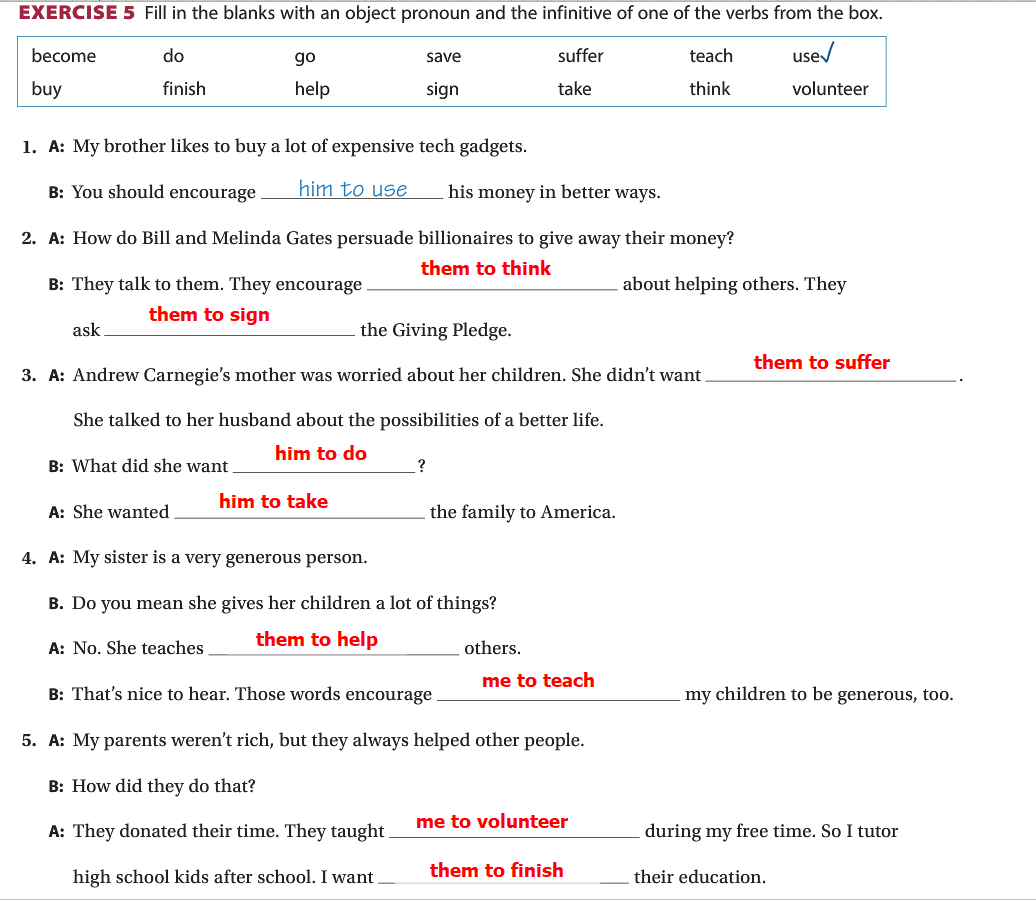 EXERCISE 5 Fill in the blanks with an object pronoun and the infinitive of one of the verbs from the box.
become do go save suffer teach use✓
buy finish help sign take think volunteer
1. A: My brother likes to buy a lot of expensive tech gadgets.
B: You should encourage him to use his money in better ways.
2. A: How do Bill and Melinda Gates persuade billionaires to give away their money?
B: They talk to them. They encourage them to think about helping others. They
ask them to sign the Giving Pledge.
3. A: Andrew Carnegie's mother was worried about her children. She didn't want them to suffer.
She talked to her husband about the possibilities of a better life.
B: What did she want him to do?
A: She wanted him to take the family to America.
4. A: My sister is a very generous person.
B. Do you mean she gives her children a lot of things?
A: No. She teaches them to help others.
B: That's nice to hear. Those words encourage me to teach my children to be generous, too.
5. A: My parents weren't rich, but they always helped other people.
B: How did they do that?
A: They donated their time. They taught me to volunteer during my free time. So I tutor
high school kids after school. I want them to finish their education.